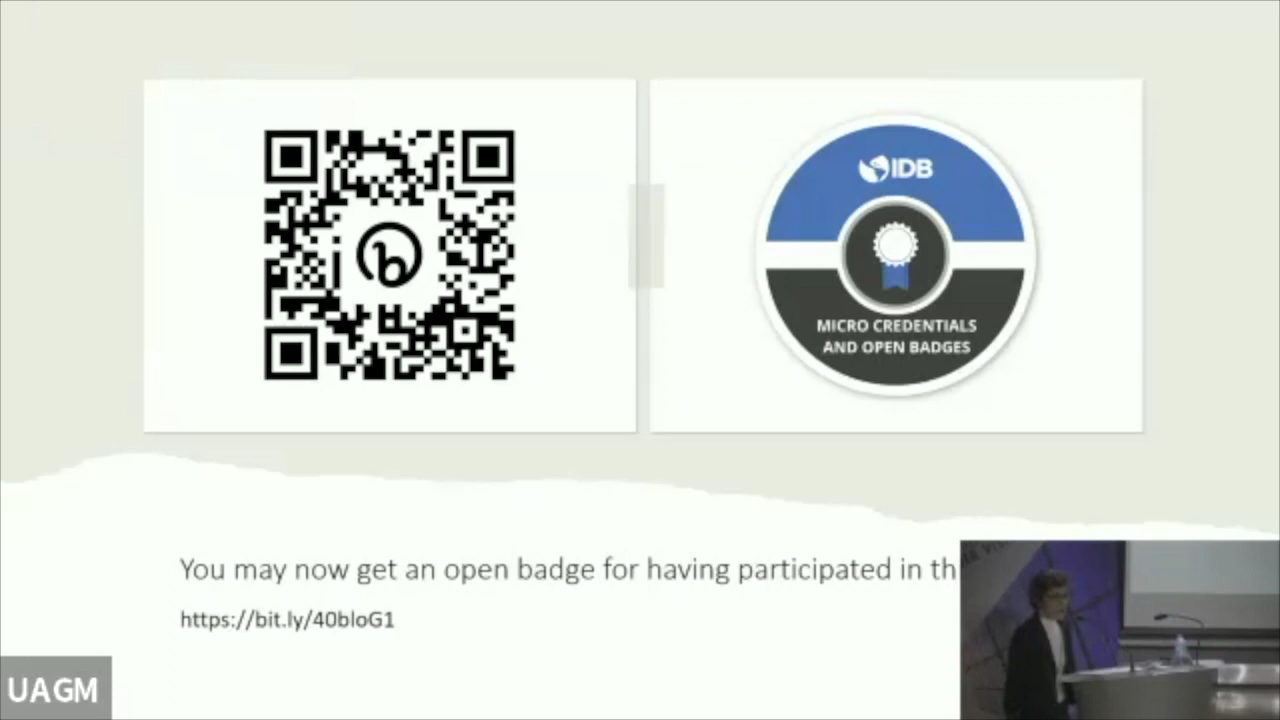 IDB
MICRO CREDENTIALS
AND OPEN BADGES
You may now get an open badge for having participated in th
https://bit.ly/40bloG1
UAGM